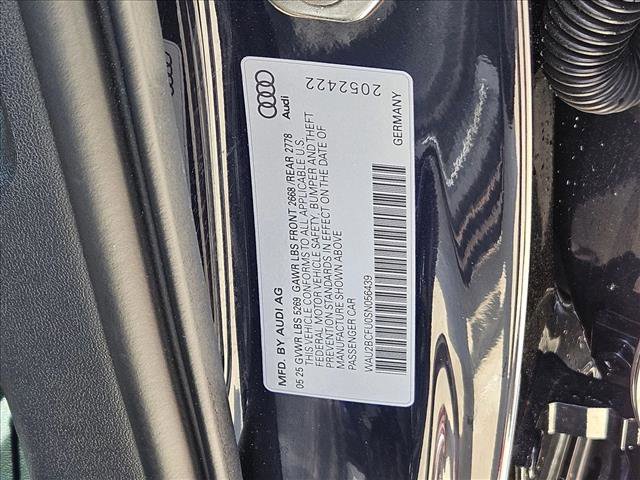 MFD. BY AUDI AG
05 25 GVWR LBS 5269 GAWR LBS FRONT 2668 /REAR 2778
THIS VEHICLE CONFORMS TO ALL APPLICABLE U.S.
FEDERAL MOTOR VEHICLE SAFETY, BUMPER AND THEFT
PREVENTION STANDARDS IN EFFECT ON THE DATE OF
MANUFACTURE SHOWN ABOVE
PASSENGER CAR
WAU2BCFU0SN056439
Audi
2052422
GERMANY